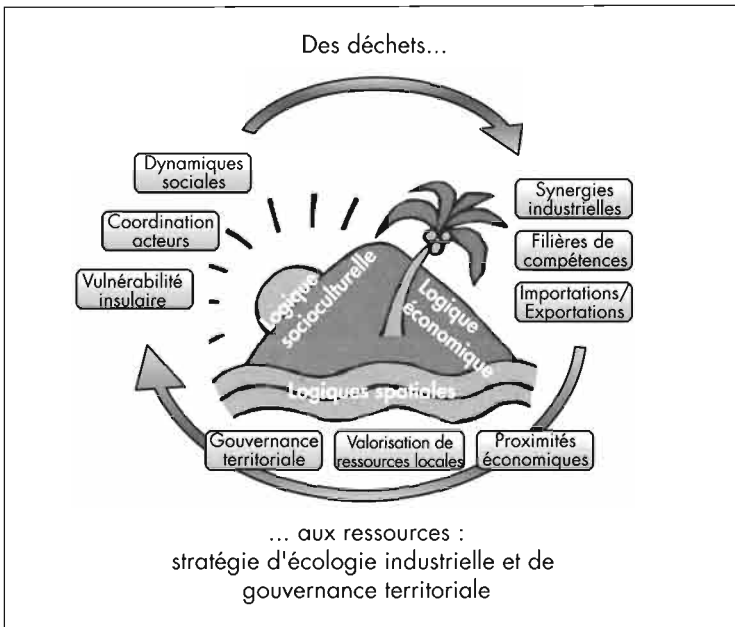 Des déchets...
Dynamiques
sociales
Coordination
acteurs
Vulnérabilité
insulaire
Synergies
industrielles
Filières de
compétences
Importations/
Exportations
Logique
socioculturelle
Logique
économique
Logiques spatiales
Gouvernance
territoriale
Valorisation de
ressources locales
Proximités
économiques
... aux ressources :
stratégie d'écologie industrielle et de
gouvernance territoriale